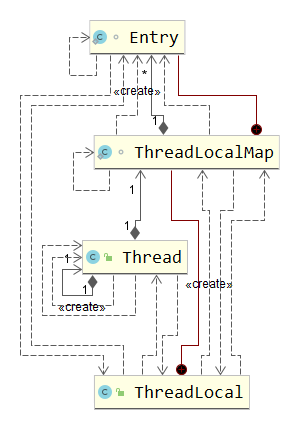 C Entry
*
«create»
1
C ThreadLocalMap
1
1
C Thread
1
1
«create»
«create»
C ThreadLocal